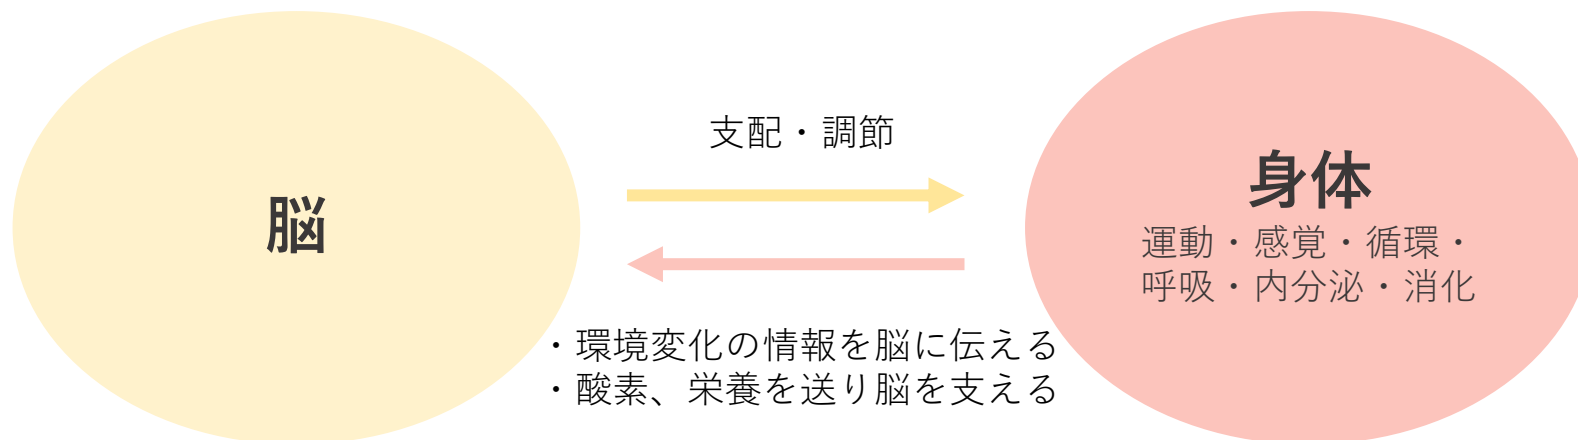 脳
支配・調節
・環境変化の情報を脳に伝える
・酸素、栄養を送り脳を支える
身体
運動・感覚・循環・
呼吸・内分泌・消化